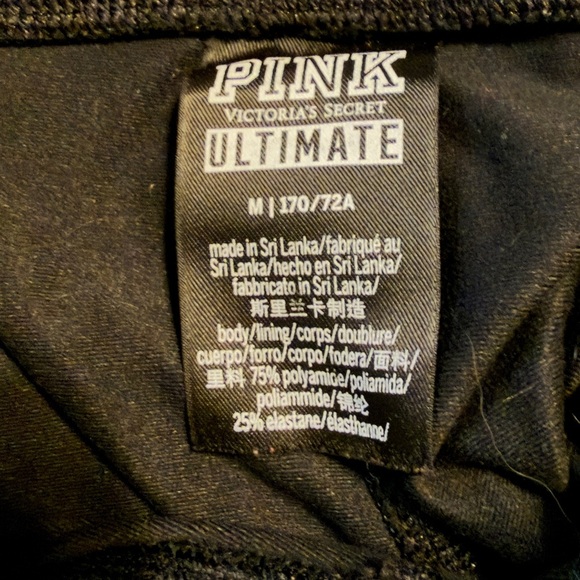 PINK
VICTORIA'S SECRET
ULTIMATE
M | 170/72A
made in Sri Lanka/fabriqué au
Sri Lanka/hecho en Sri Lanka/
fabbricato in Sri Lanka/
斯里兰卡制造
body/lining/corps/doublure/
cuerpo/forro/corpo/fodera/面料/
里料 75% polyamide/poliamida/
poliammide/锦纶
25% elastane/élasthanne/